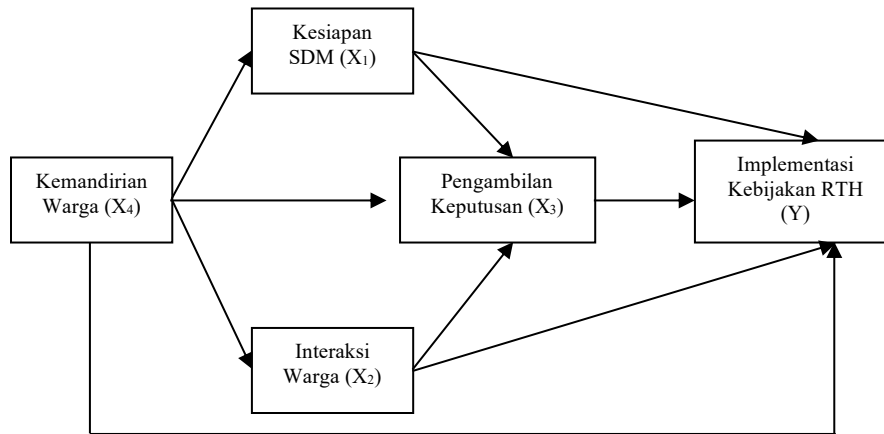 Kesiapan
SDM (X₁)
Kemandirian
Warga (X₄)
Pengambilan
Keputusan (X₃)
Implementasi
Kebijakan RTH
(Y)
Interaksi
Warga (X₂)